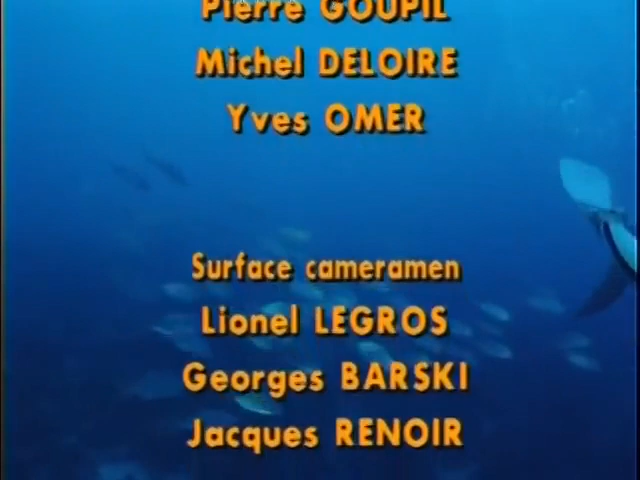 Pierre GOUPIL
Michel DELOIRE
Yves OMER
Surface cameramen
Lionel LEGROS
Georges BARSKI
Jacques RENOIR